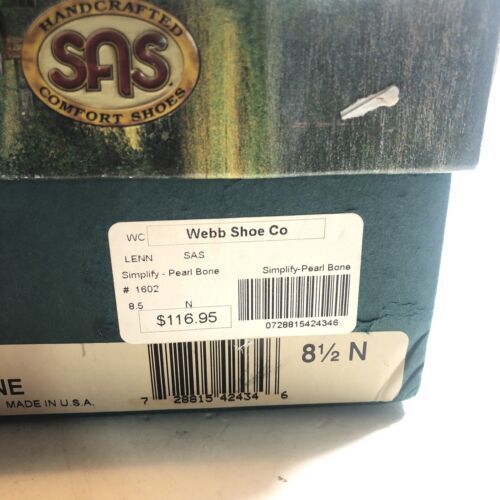 HANDCRAFTED
SAS
COMFORT SHOES
WC Webb Shoe Co
LENN SAS
Simplify - Pearl Bone Simplify-Pearl Bone
# 1602
8.5 N
$116.95
0728815424346
8½ N
NE
MADE IN U.S.A.
7 28815 42434 6